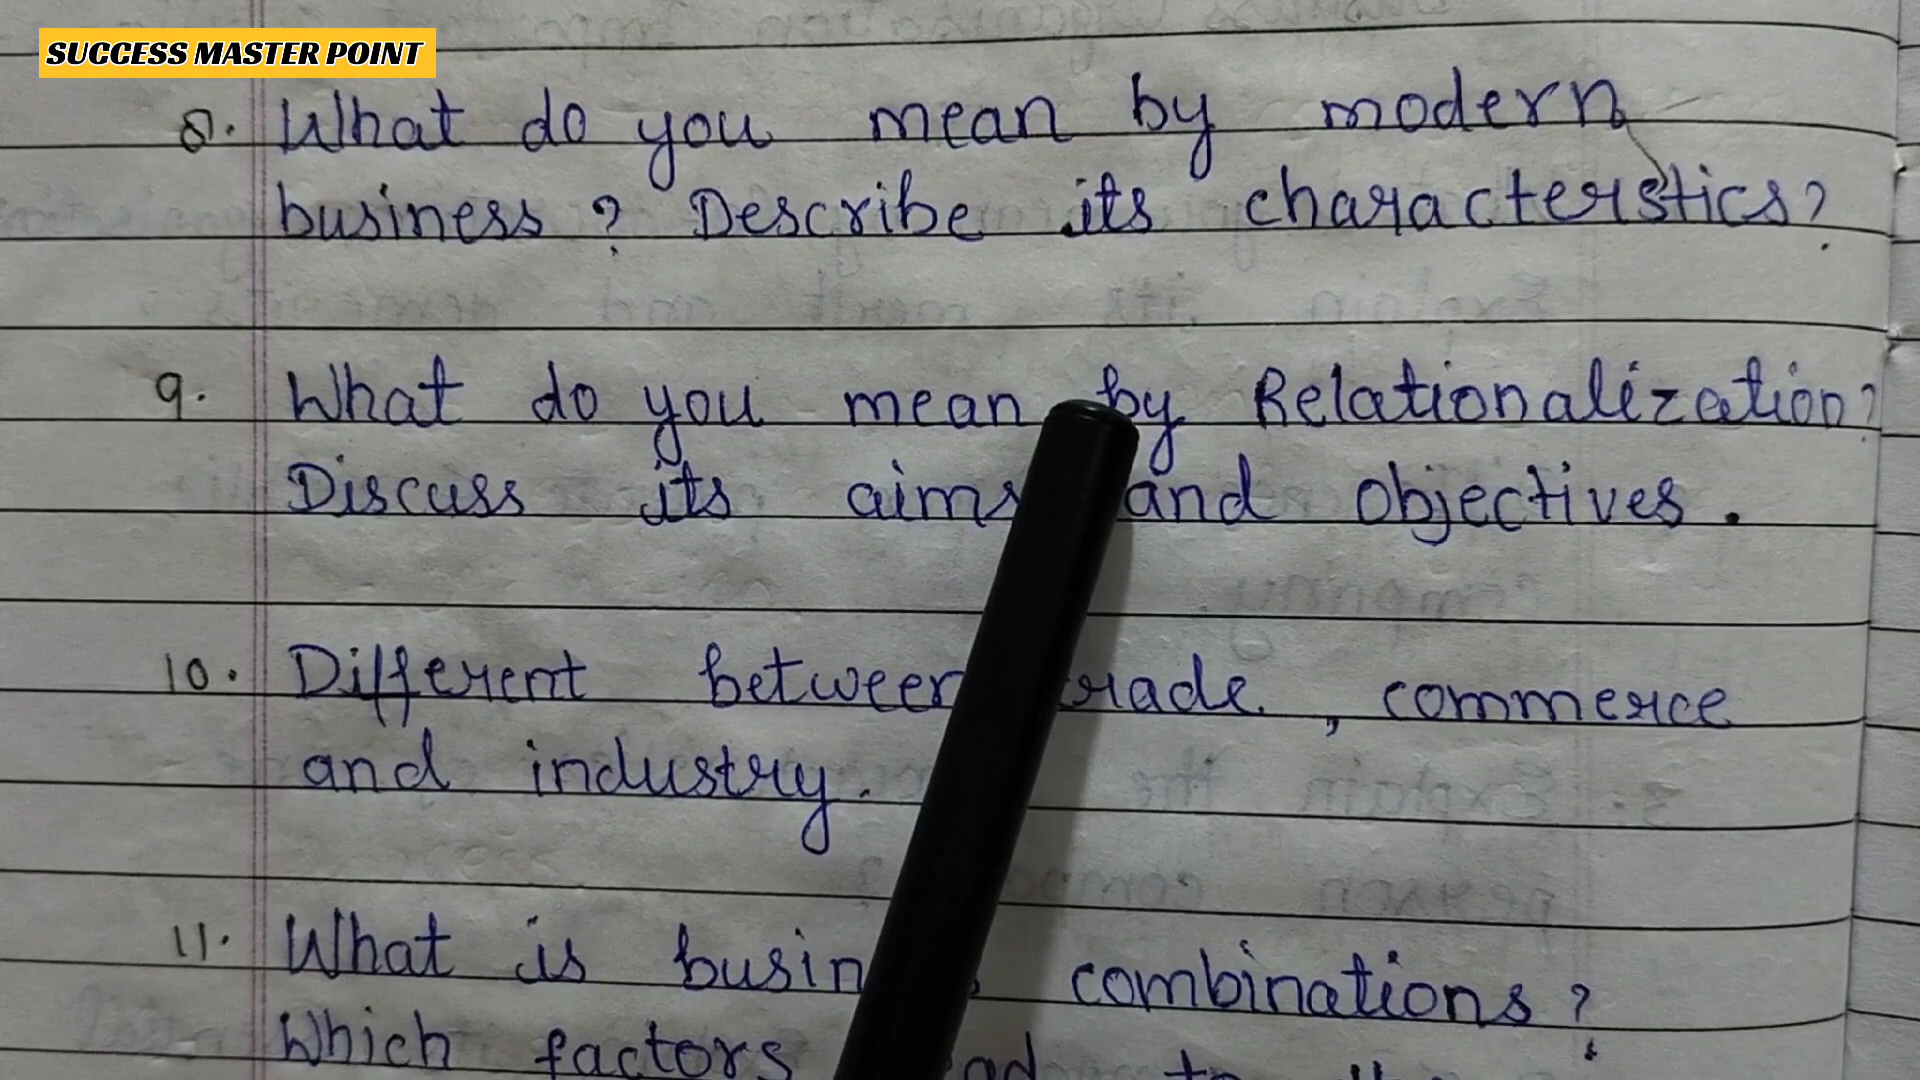 SUCCESS MASTER POINT
8. What do you mean by modern
business? Describe its characterstics?
9. What do you mean by Relationalization?
Discuss its aims and objectives.
10. Different between trade, commerce
and industry.
11. What is combinations?
Which factors